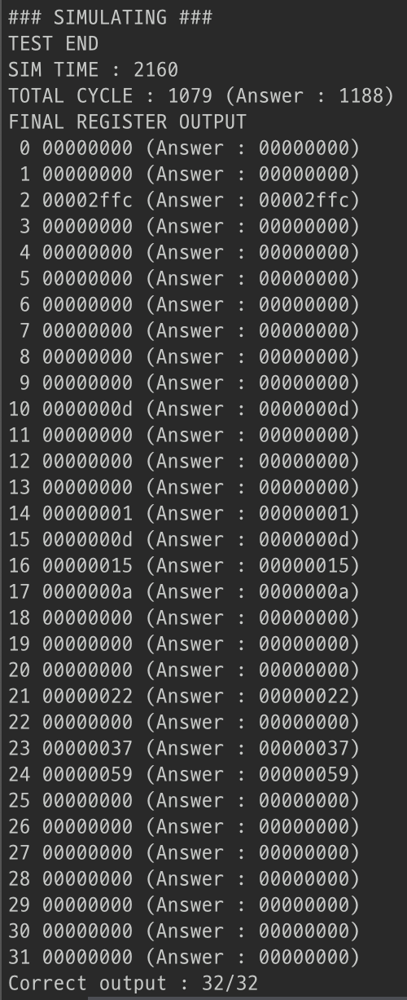 ### SIMULATING ###
TEST END
SIM TIME : 2160
TOTAL CYCLE : 1079 (Answer : 1188)
FINAL REGISTER OUTPUT
 0 00000000 (Answer : 00000000)
 1 00000000 (Answer : 00000000)
 2 00002ffc (Answer : 00002ffc)
 3 00000000 (Answer : 00000000)
 4 00000000 (Answer : 00000000)
 5 00000000 (Answer : 00000000)
 6 00000000 (Answer : 00000000)
 7 00000000 (Answer : 00000000)
 8 00000000 (Answer : 00000000)
 9 00000000 (Answer : 00000000)
10 0000000d (Answer : 0000000d)
11 00000000 (Answer : 00000000)
12 00000000 (Answer : 00000000)
13 00000000 (Answer : 00000000)
14 00000001 (Answer : 00000001)
15 0000000d (Answer : 0000000d)
16 00000015 (Answer : 00000015)
17 0000000a (Answer : 0000000a)
18 00000000 (Answer : 00000000)
19 00000000 (Answer : 00000000)
20 00000000 (Answer : 00000000)
21 00000022 (Answer : 00000022)
22 00000000 (Answer : 00000000)
23 00000037 (Answer : 00000037)
24 00000059 (Answer : 00000059)
25 00000000 (Answer : 00000000)
26 00000000 (Answer : 00000000)
27 00000000 (Answer : 00000000)
28 00000000 (Answer : 00000000)
29 00000000 (Answer : 00000000)
30 00000000 (Answer : 00000000)
31 00000000 (Answer : 00000000)
Correct output : 32/32